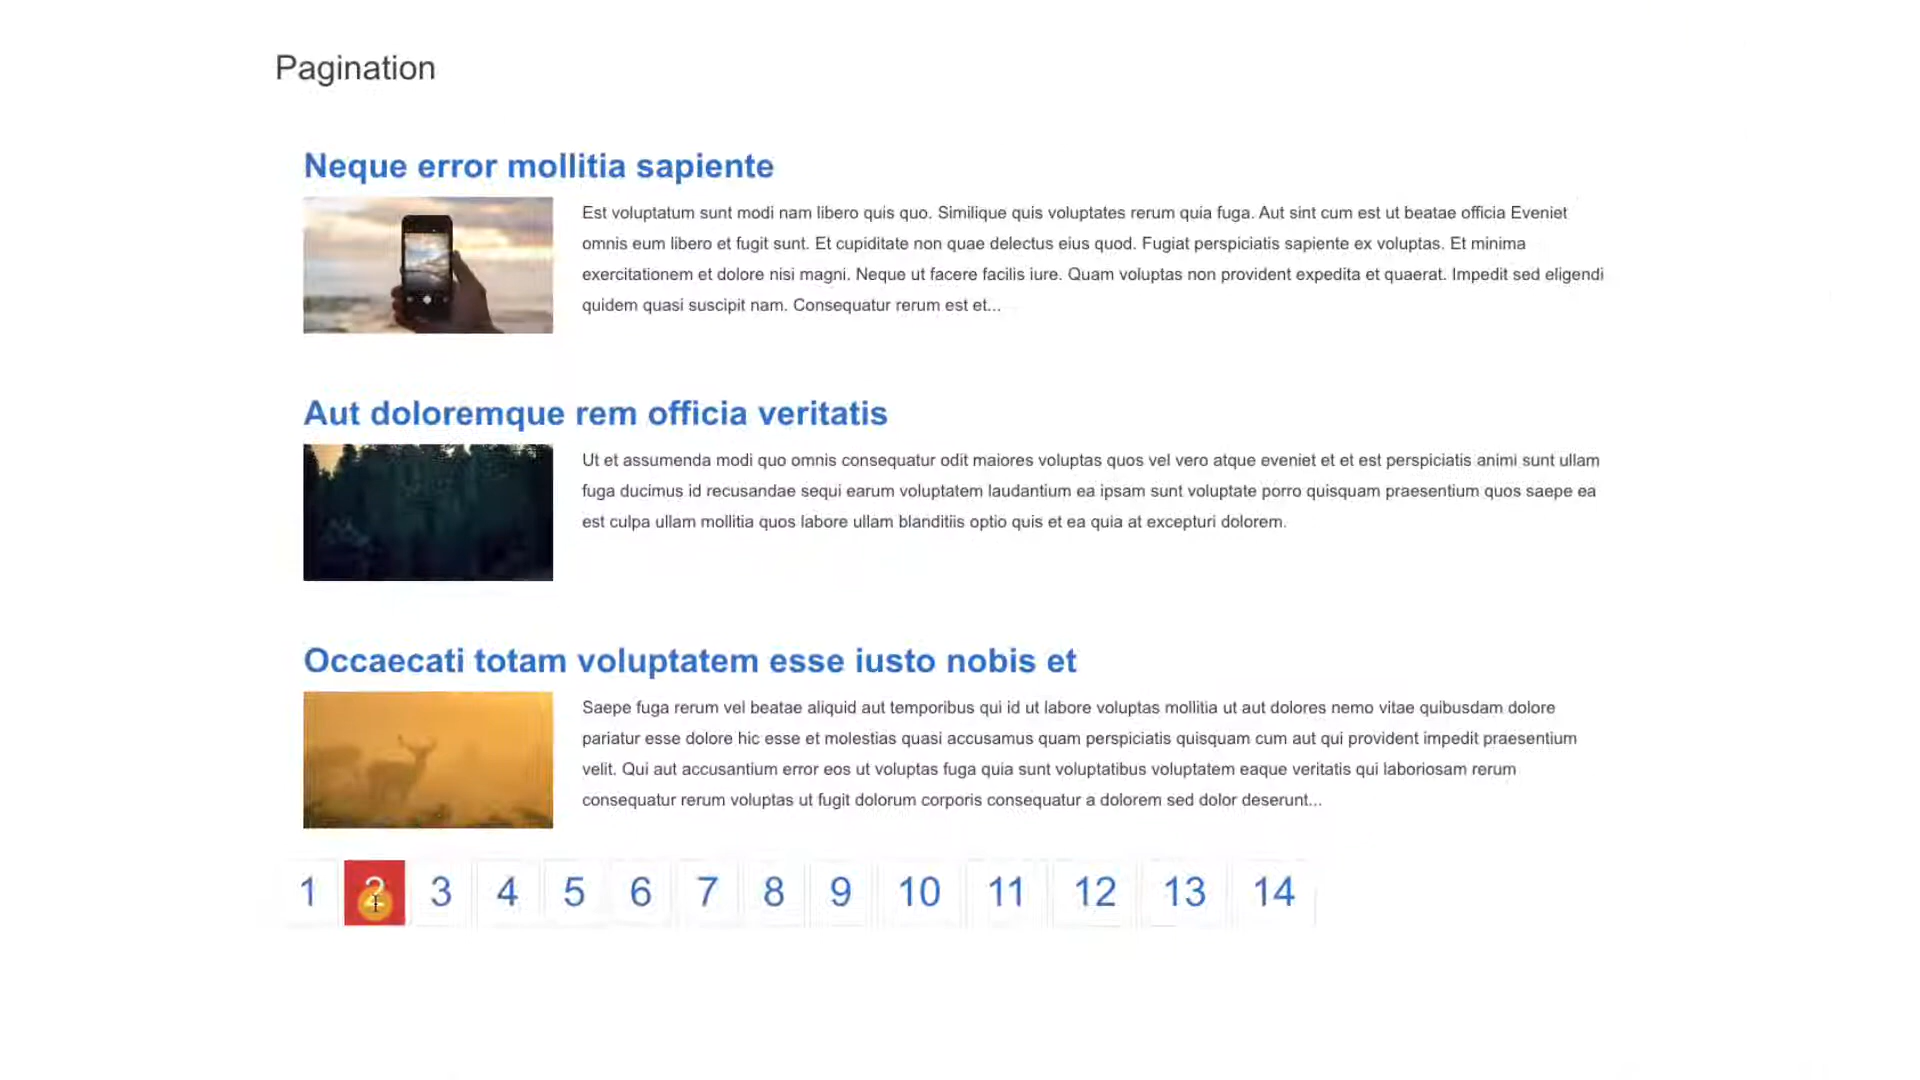 Pagination
Neque error mollitia sapiente
Est voluptatum sunt modi nam libero quis quo. Similique quis voluptates rerum quia fuga. Aut sint cum est ut beatae officia Eveniet
omnis eum libero et fugit sunt. Et cupiditate non quae delectus eius quod. Fugiat perspiciatis sapiente ex voluptas. Et minima
exercitationem et dolore nisi magni. Neque ut facere facilis iure. Quam voluptas non provident expedita et quaerat. Impedit sed eligendi
quidem quasi suscipit nam. Consequatur rerum est et...
Aut doloremque rem officia veritatis
Ut et assumenda modi quo omnis consequatur odit maiores voluptas quos vel vero atque eveniet et et est perspiciatis animi sunt ullam
fuga ducimus id recusandae sequi earum voluptatem laudantium ea ipsam sunt voluptate porro quisquam praesentium quos saepe ea
est culpa ullam mollitia quos labore ullam blanditiis optio quis et ea quia at excepturi dolorem.
Occaecati totam voluptatem esse iusto nobis et
Saepe fuga rerum vel beatae aliquid aut temporibus qui id ut labore voluptas mollitia ut aut dolores nemo vitae quibusdam dolore
pariatur esse dolore hic esse et molestias quasi accusamus quam perspiciatis quisquam cum aut qui provident impedit praesentium
velit. Qui aut accusantium error eos ut voluptas fuga quia sunt voluptatibus voluptatem eaque veritatis qui laboriosam rerum
consequatur rerum voluptas ut fugit dolorum corporis consequatur a dolorem sed dolor deserunt...
1 2 3 4 5 6 7 8 9 10 11 12 13 14